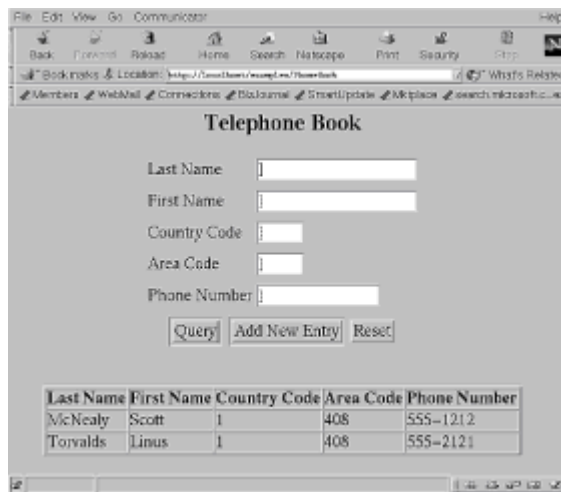 File Edit View Go Communicator Help
Back Forward Reload Home Search Netscape Print Security Stop
Bookmarks & Location: What's Related
Members WebMail Connections BizJournal SmartUpdate Mktplace search.microsoft.c...
Telephone Book
Last Name
First Name
Country Code
Area Code
Phone Number
Query Add New Entry Reset
Last Name First Name Country Code Area Code Phone Number
McNealy Scott 1 408 555-1212
Torvalds Linus 1 408 555-2121